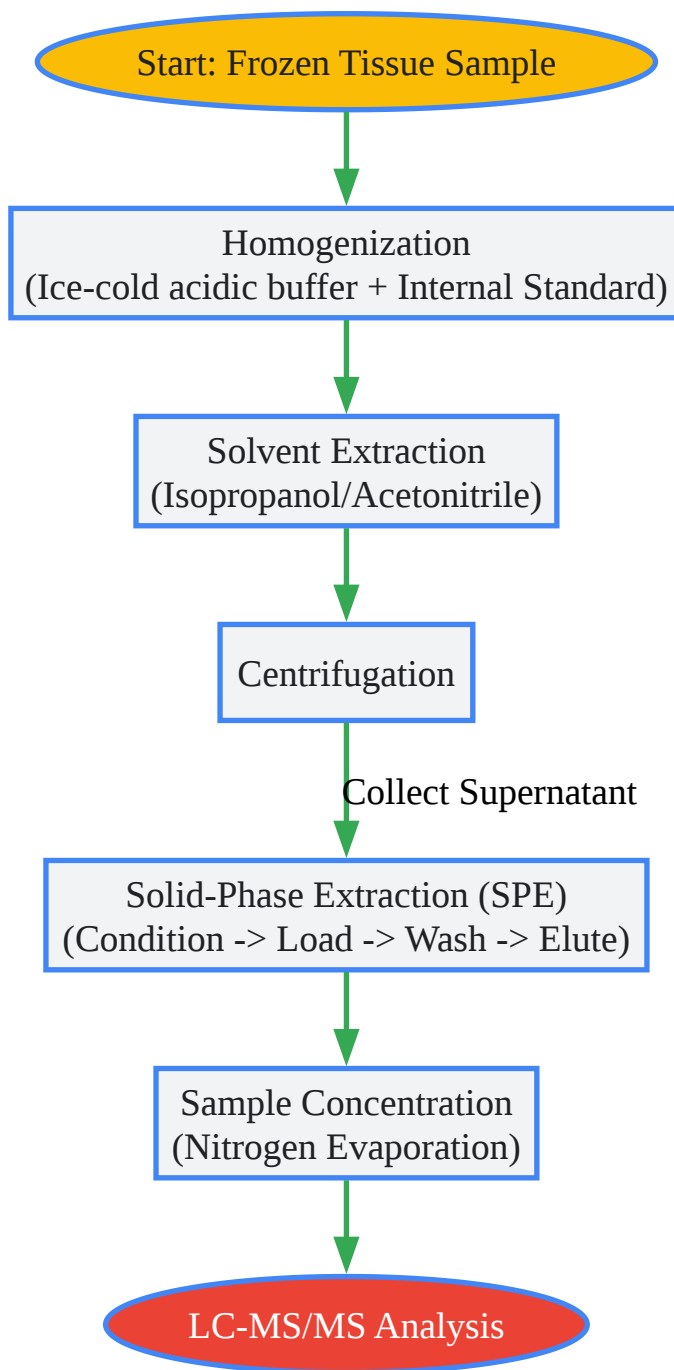 Start: Frozen Tissue Sample
Homogenization
(Ice-cold acidic buffer + Internal Standard)
Solvent Extraction
(Isopropanol/Acetonitrile)
Centrifugation
Collect Supernatant
Solid-Phase Extraction (SPE)
(Condition -> Load -> Wash -> Elute)
Sample Concentration
(Nitrogen Evaporation)
LC-MS/MS Analysis